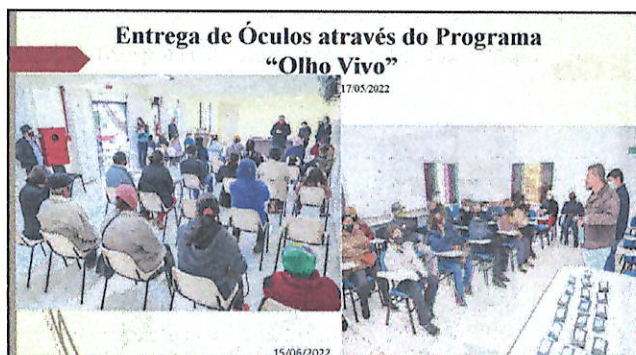 Entrega de Óculos através do Programa
“Olho Vivo”
17/05/2022
15/06/2022